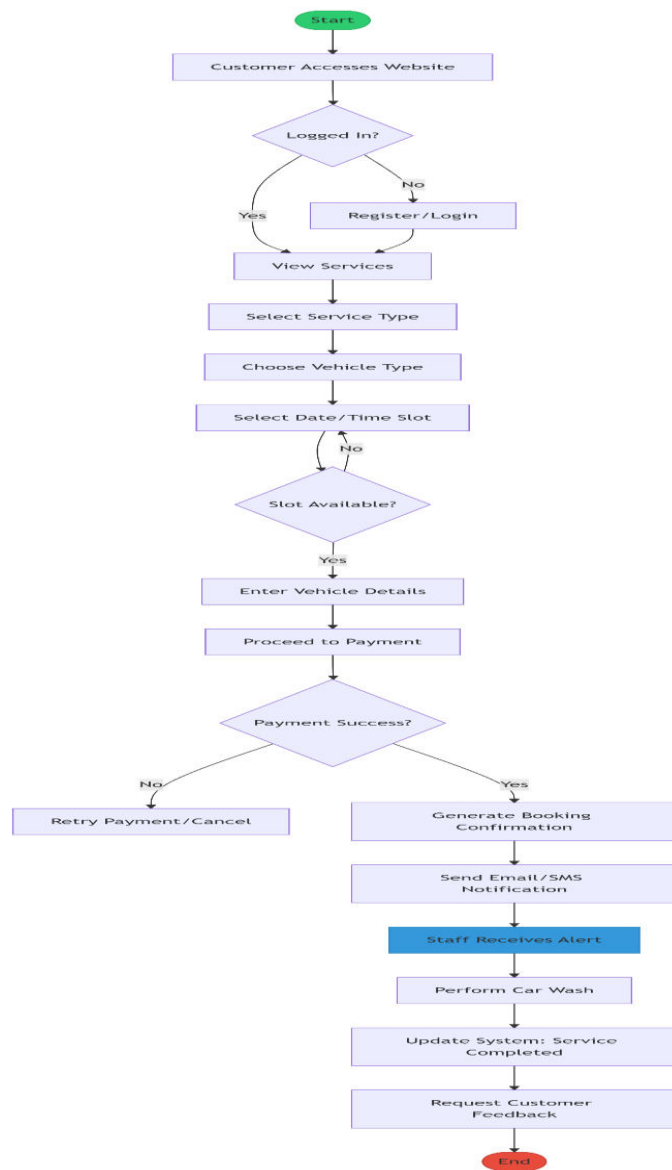 Start
Customer Accesses Website
Logged In?
No
Yes
Register/Login
View Services
Select Service Type
Choose Vehicle Type
Select Date/Time Slot
No
Slot Available?
Yes
Enter Vehicle Details
Proceed to Payment
Payment Success?
No
Yes
Retry Payment/Cancel
Generate Booking
Confirmation
Send Email/SMS
Notification
Staff Receives Alert
Perform Car Wash
Update System: Service
Completed
Request Customer
Feedback
End